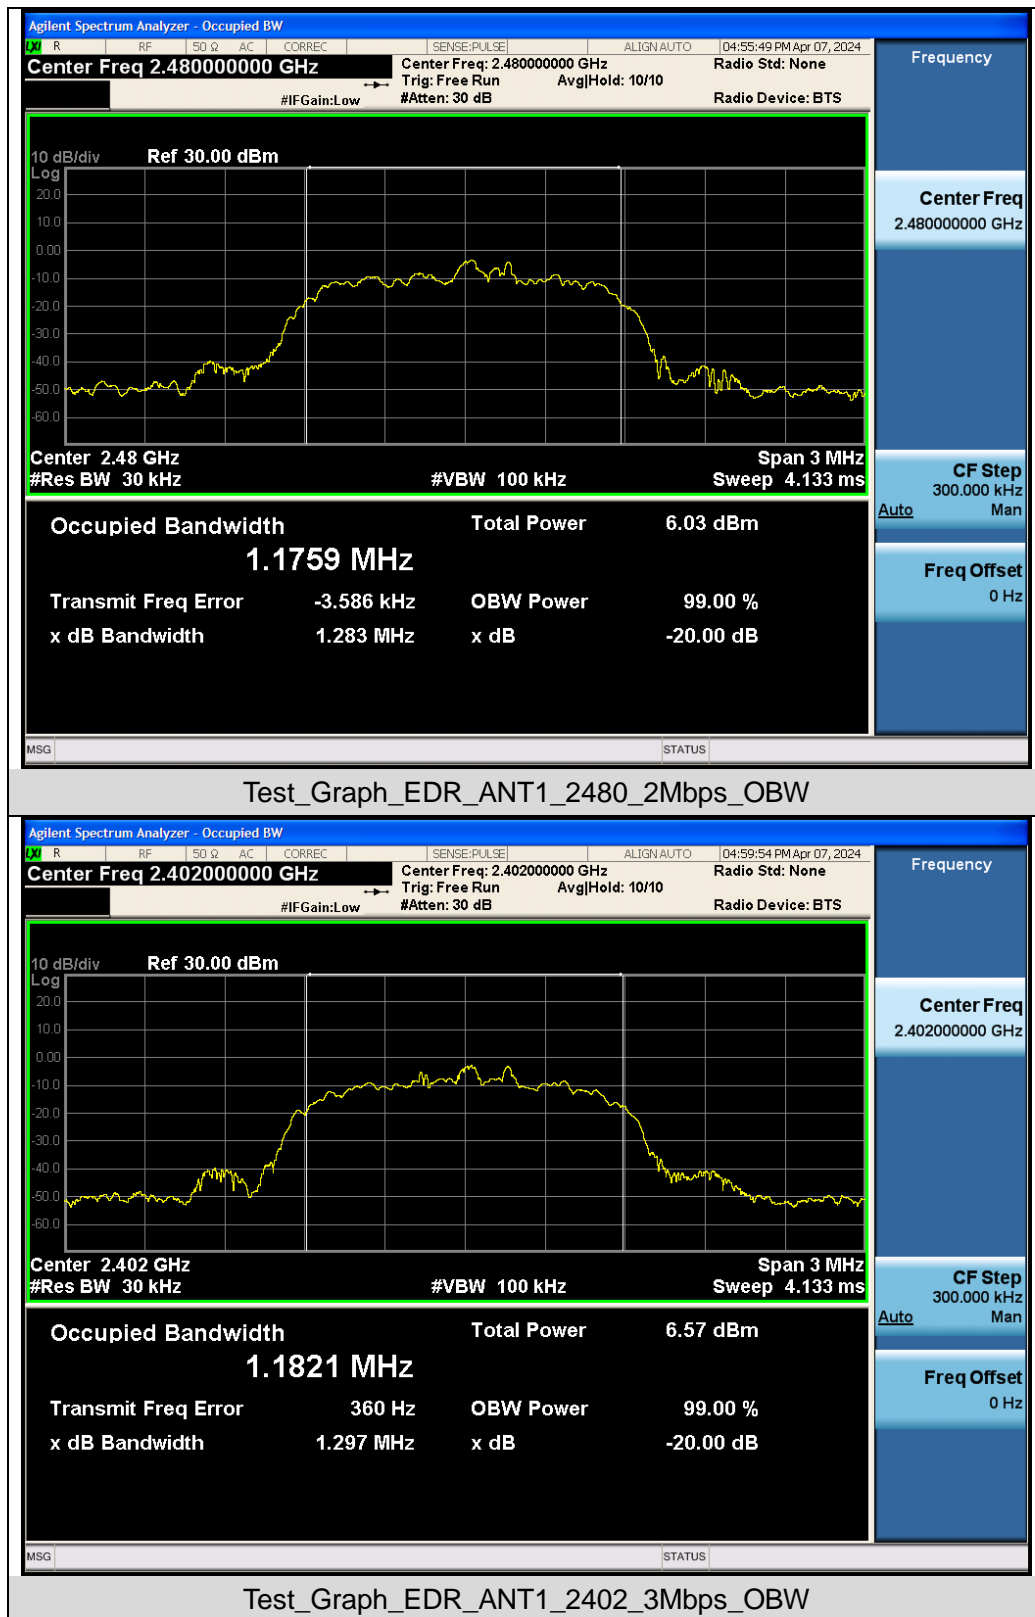 Agilent Spectrum Analyzer - Occupied BW
LXI R RF 50 Ω AC CORREC SENSE:PULSE ALIGN AUTO 04:55:49 PM Apr 07, 2024
Center Freq 2.480000000 GHz
Center Freq: 2.480000000 GHz Radio Std: None
Trig: Free Run Avg|Hold: 10/10
#IFGain:Low #Atten: 30 dB Radio Device: BTS
Frequency
10 dB/div Ref 30.00 dBm
Log
20.0
10.0
0.00
-10.0
-20.0
-30.0
-40.0
-50.0
-60.0
Center 2.48 GHz Span 3 MHz
#Res BW 30 kHz #VBW 100 kHz Sweep 4.133 ms
Center Freq
2.480000000 GHz
CF Step
300.000 kHz
Auto Man
Freq Offset
0 Hz
Occupied Bandwidth Total Power 6.03 dBm
1.1759 MHz
Transmit Freq Error -3.586 kHz OBW Power 99.00 %
x dB Bandwidth 1.283 MHz x dB -20.00 dB
MSG STATUS
Test_Graph_EDR_ANT1_2480_2Mbps_OBW
Agilent Spectrum Analyzer - Occupied BW
LXI R RF 50 Ω AC CORREC SENSE:PULSE ALIGN AUTO 04:59:54 PM Apr 07, 2024
Center Freq 2.402000000 GHz
Center Freq: 2.402000000 GHz Radio Std: None
Trig: Free Run Avg|Hold: 10/10
#IFGain:Low #Atten: 30 dB Radio Device: BTS
Frequency
10 dB/div Ref 30.00 dBm
Log
20.0
10.0
0.00
-10.0
-20.0
-30.0
-40.0
-50.0
-60.0
Center 2.402 GHz Span 3 MHz
#Res BW 30 kHz #VBW 100 kHz Sweep 4.133 ms
Center Freq
2.402000000 GHz
CF Step
300.000 kHz
Auto Man
Freq Offset
0 Hz
Occupied Bandwidth Total Power 6.57 dBm
1.1821 MHz
Transmit Freq Error 360 Hz OBW Power 99.00 %
x dB Bandwidth 1.297 MHz x dB -20.00 dB
MSG STATUS
Test_Graph_EDR_ANT1_2402_3Mbps_OBW